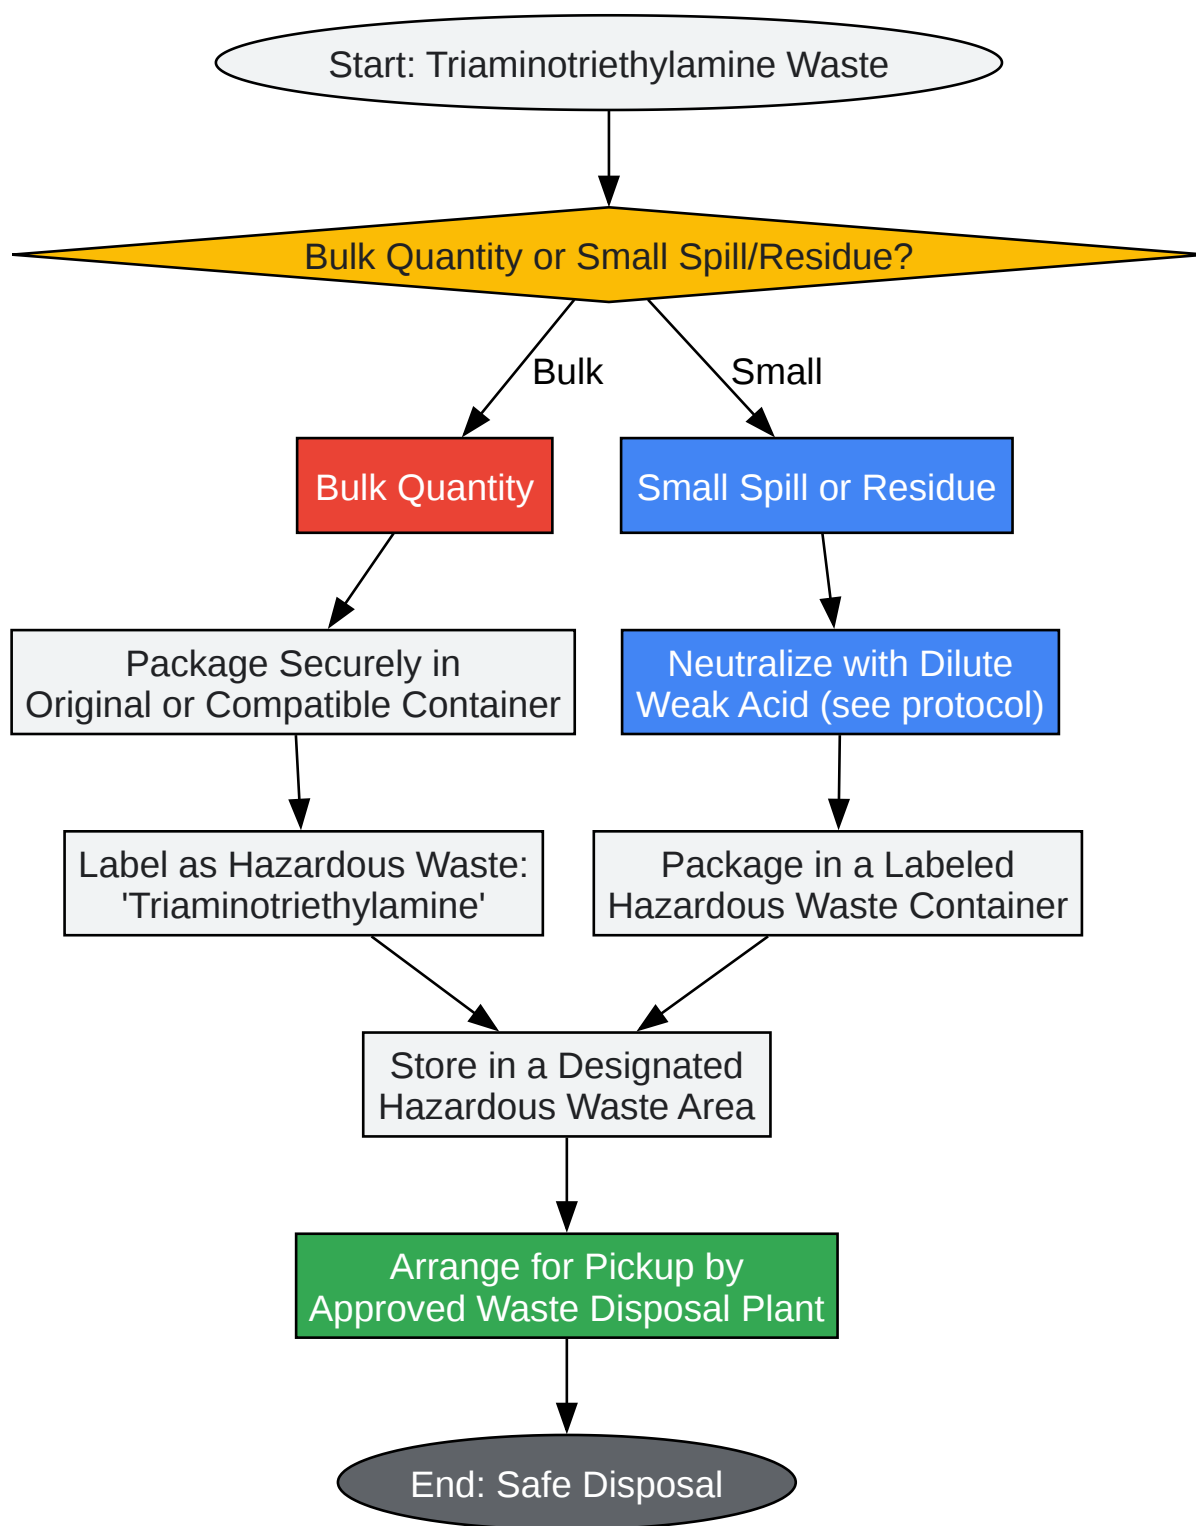 Start: Triaminotriethylamine Waste
Bulk Quantity or Small Spill/Residue?
Bulk
Small
Bulk Quantity
Small Spill or Residue
Package Securely in
Original or Compatible Container
Neutralize with Dilute
Weak Acid (see protocol)
Label as Hazardous Waste:
'Triaminotriethylamine'
Package in a Labeled
Hazardous Waste Container
Store in a Designated
Hazardous Waste Area
Arrange for Pickup by
Approved Waste Disposal Plant
End: Safe Disposal